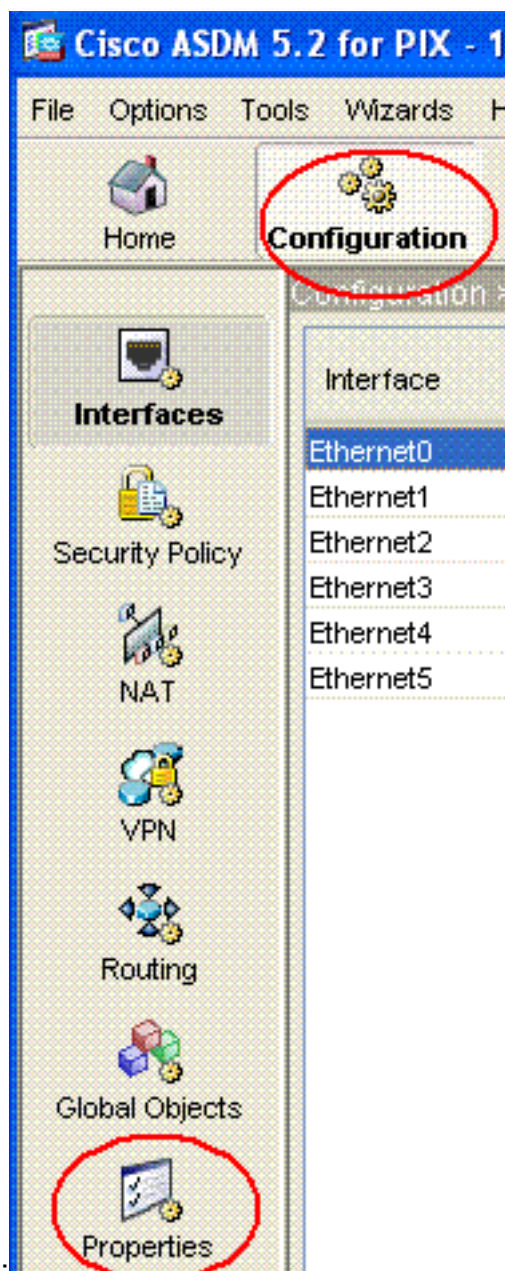 Cisco ASDM 5.2 for PIX - 1
File Options Tools Wizards H
Home Configuration
Configuration >
Interface
Interfaces
Ethernet0
Ethernet1
Ethernet2
Ethernet3
Ethernet4
Ethernet5
Security Policy
NAT
VPN
Routing
Global Objects
Properties
.